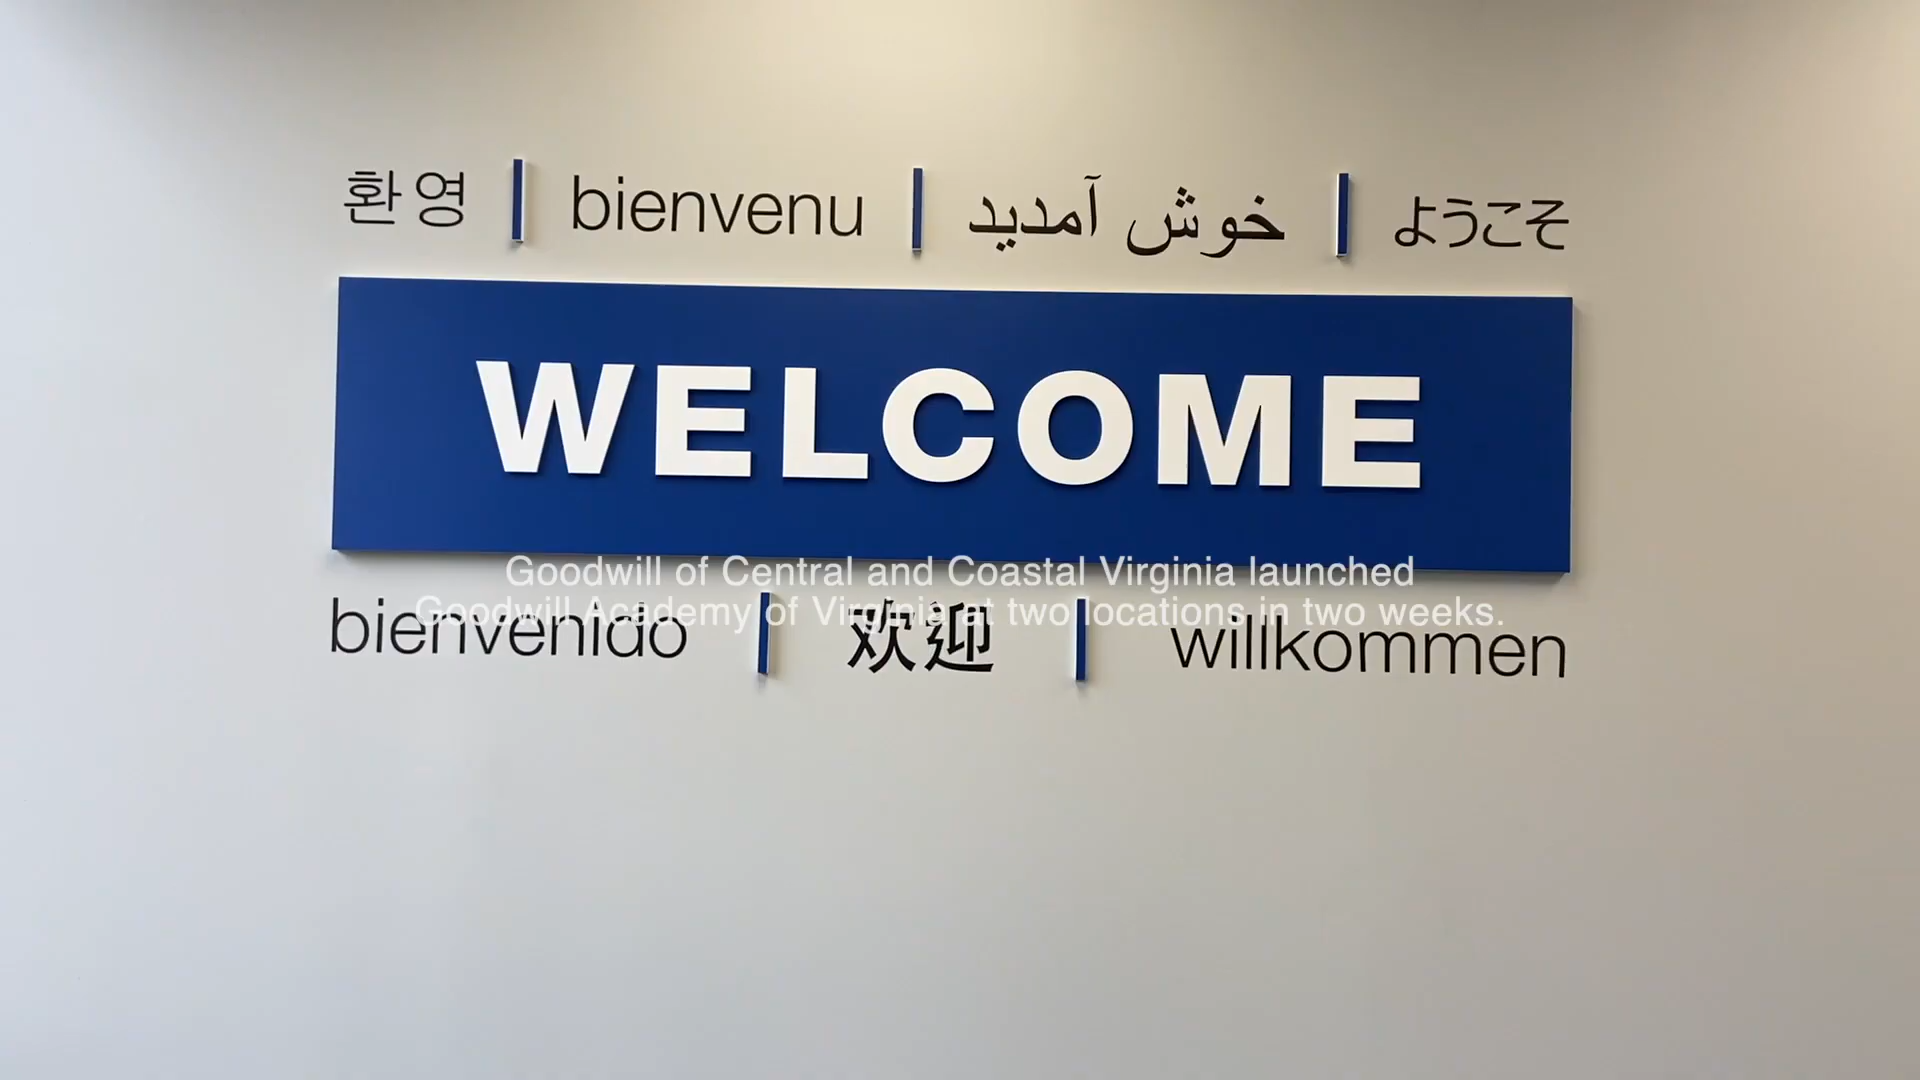 환영 | bienvenu | خوش آمدید | ようこそ
WELCOME
Goodwill of Central and Coastal Virginia launched
Goodwill Academy of Virginia at two locations in two weeks.
bienvenido | 欢迎 | willkommen